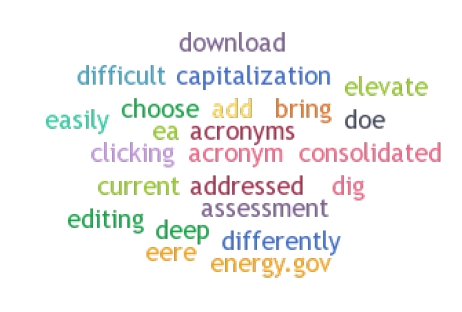 download
difficult capitalization elevate
easily choose add bring doe
ea acronyms
clicking acronym consolidated
current addressed dig
editing deep assessment
eere differently
energy.gov